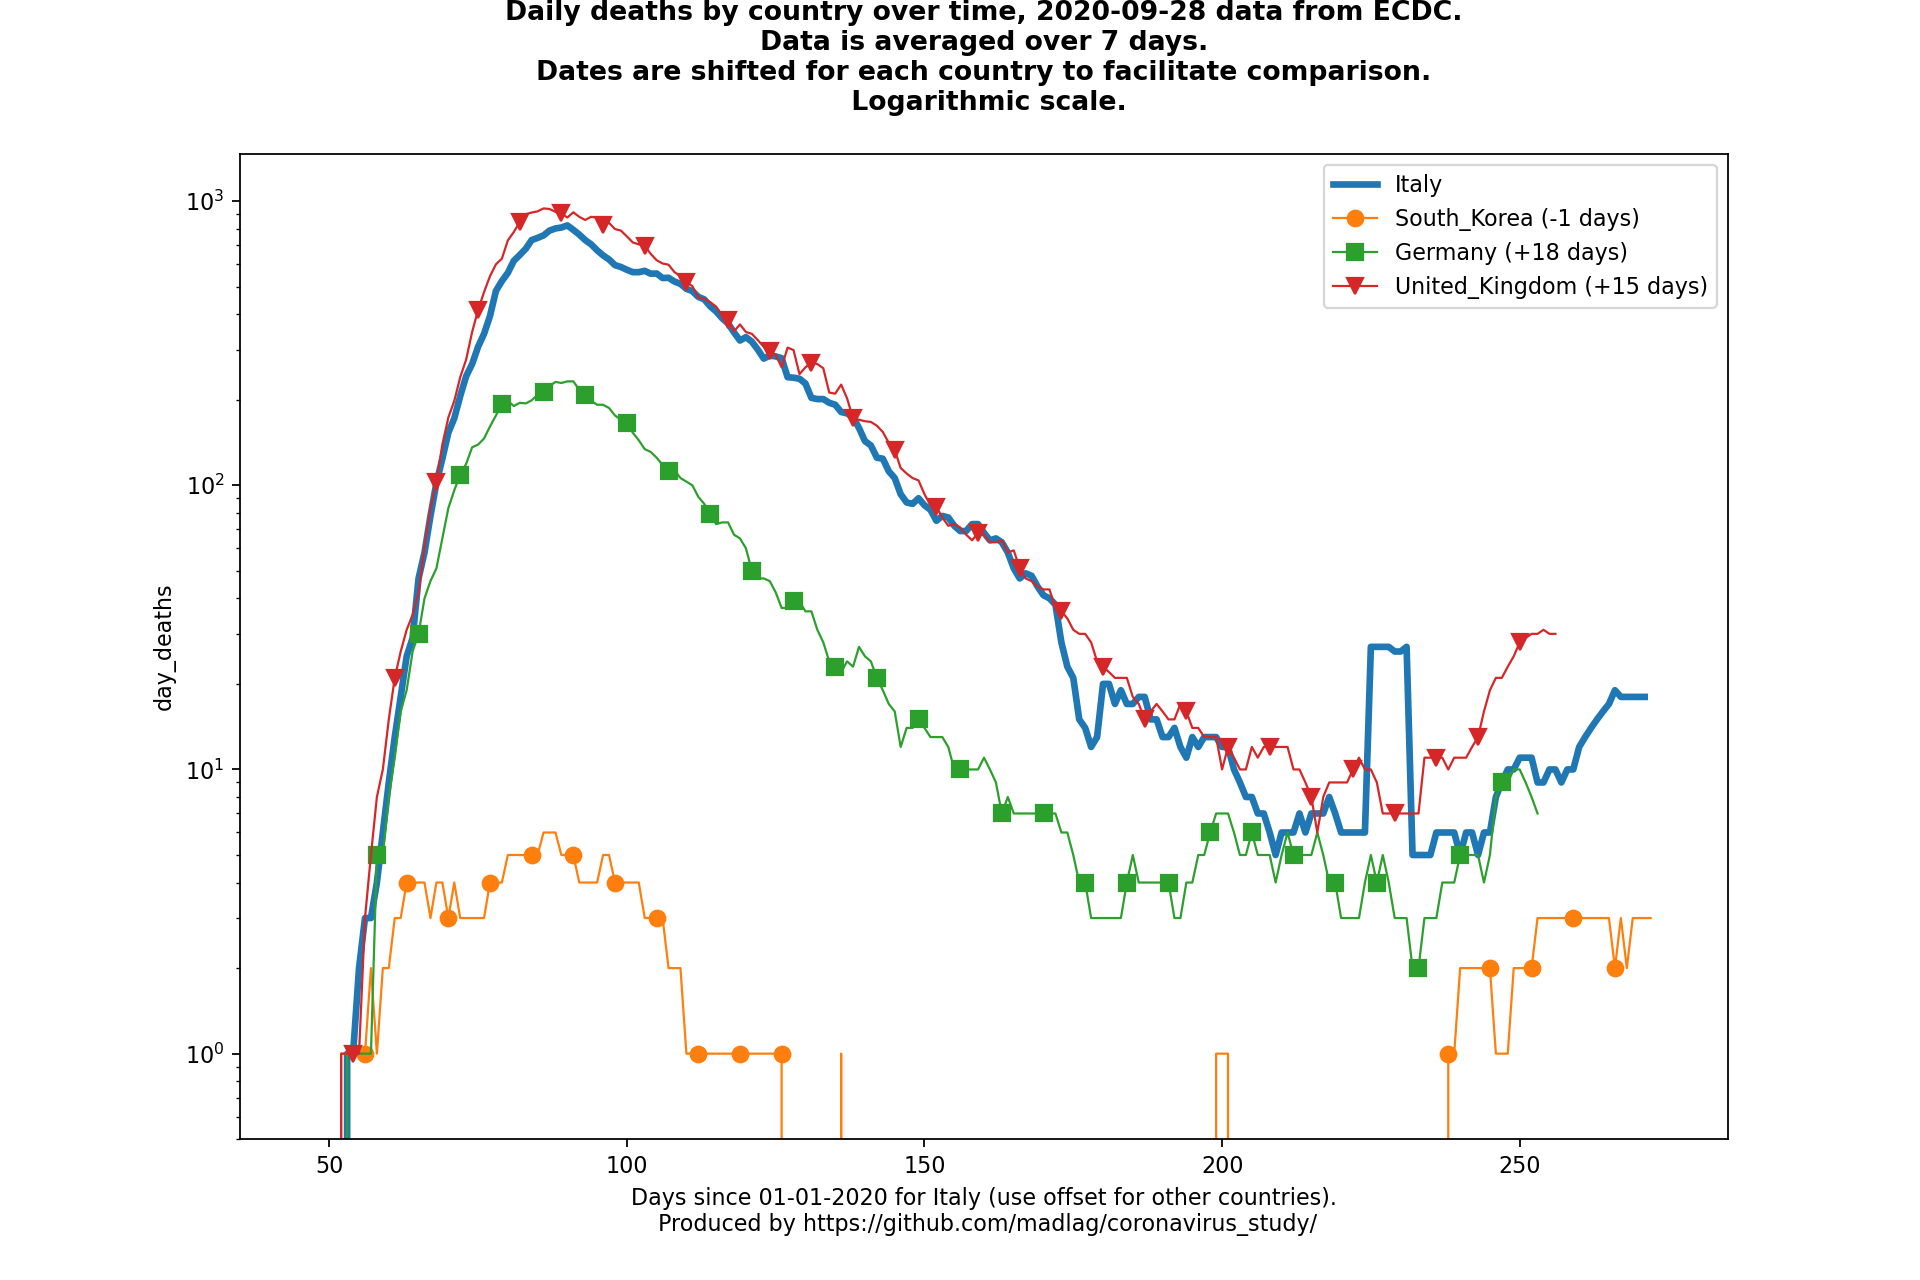 Daily deaths by country over time, 2020-09-28 data from ECDC.
Data is averaged over 7 days.
Dates are shifted for each country to facilitate comparison.
Logarithmic scale.
Italy
South_Korea (-1 days)
Germany (+18 days)
United_Kingdom (+15 days)
10³
10²
10¹
10⁰
day_deaths
50 100 150 200 250
Days since 01-01-2020 for Italy (use offset for other countries).
Produced by https://github.com/madlag/coronavirus_study/